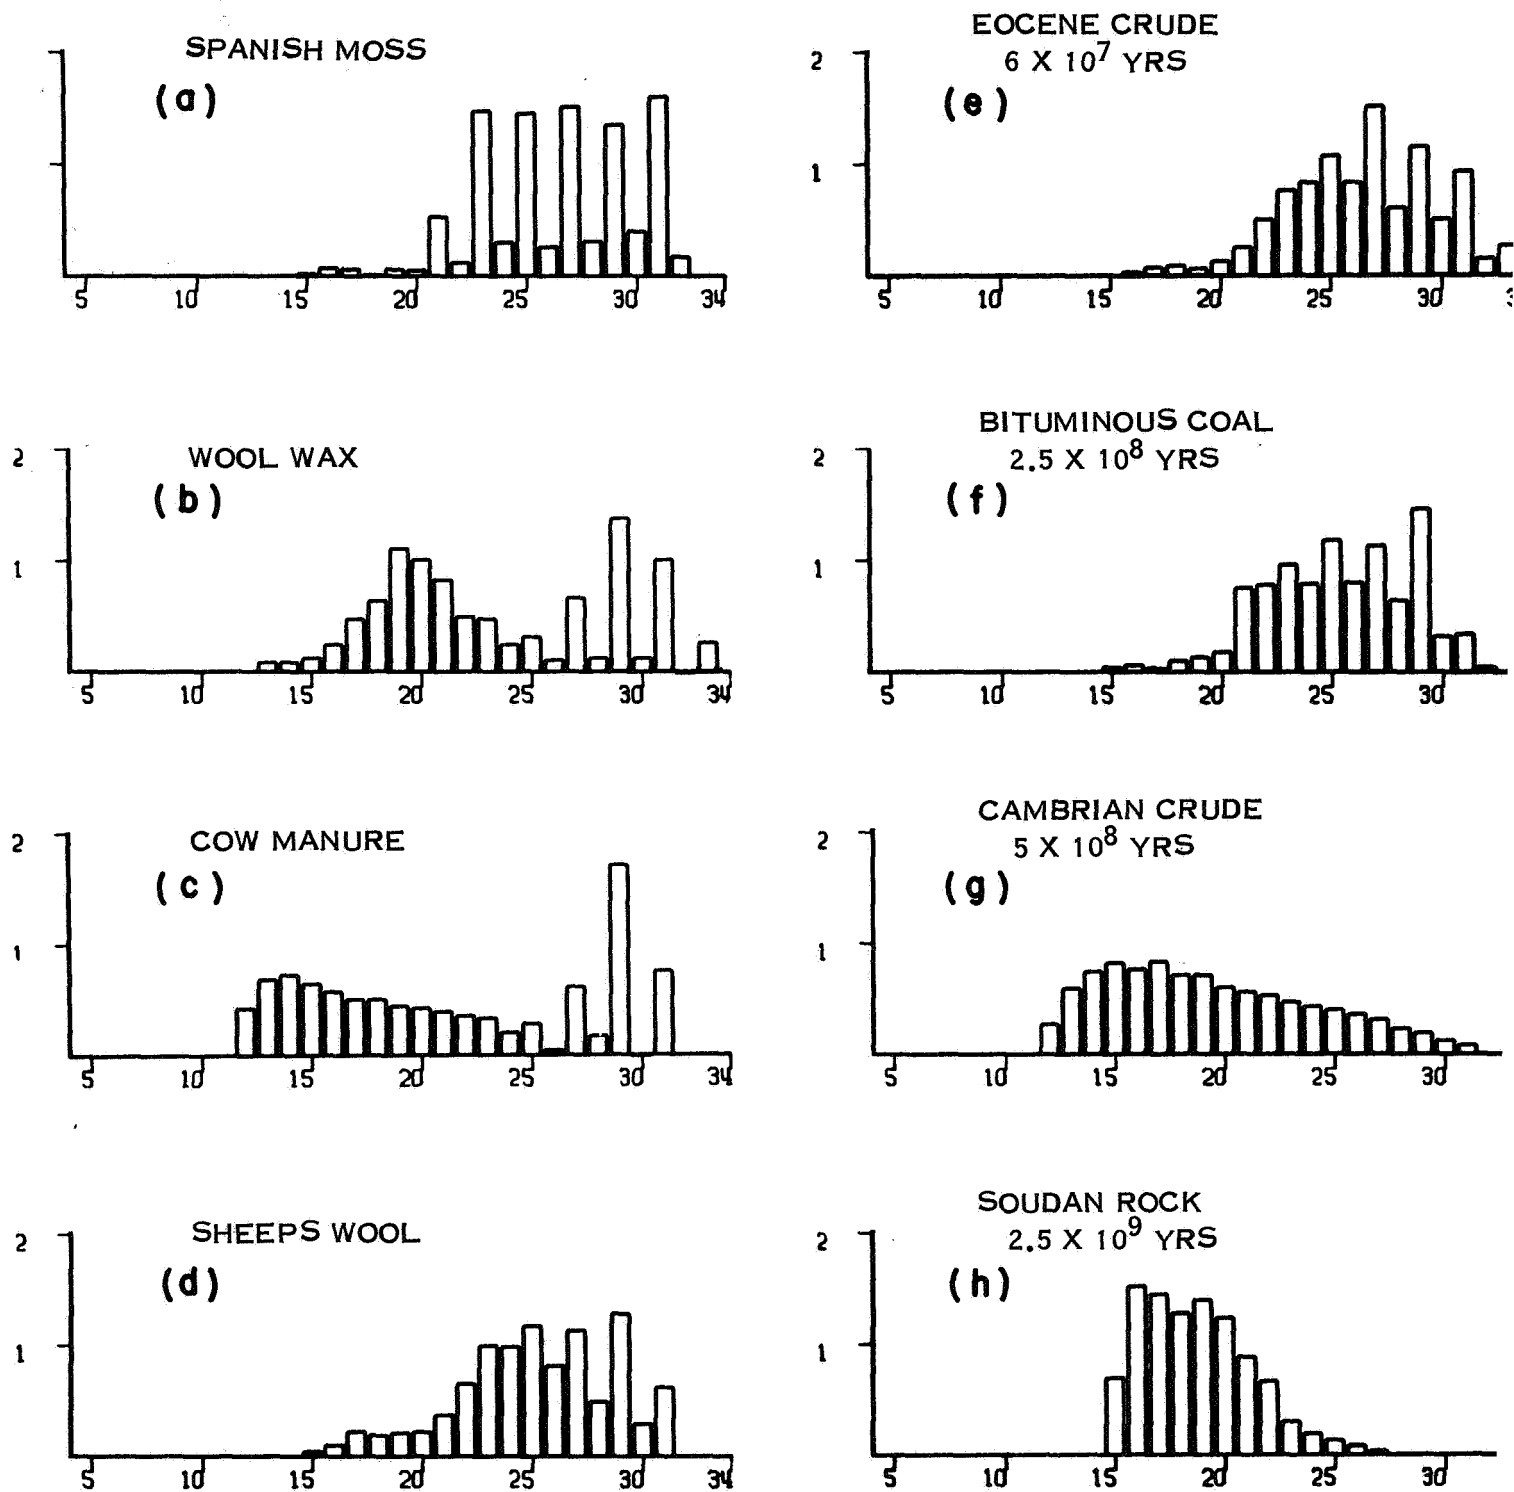 SPANISH MOSS
(a)
5 10 15 20 25 30 34
EOCENE CRUDE
6 X 10⁷ YRS
(e)
2
1
5 10 15 20 25 30
WOOL WAX
(b)
2
1
5 10 15 20 25 30 34
BITUMINOUS COAL
2.5 X 10⁸ YRS
(f)
2
1
5 10 15 20 25 30
COW MANURE
(c)
2
1
5 10 15 20 25 30 34
CAMBRIAN CRUDE
5 X 10⁸ YRS
(g)
2
1
5 10 15 20 25 30
SHEEPS WOOL
(d)
2
1
5 10 15 20 25 30 34
SOUDAN ROCK
2.5 X 10⁹ YRS
(h)
2
1
5 10 15 20 25 30